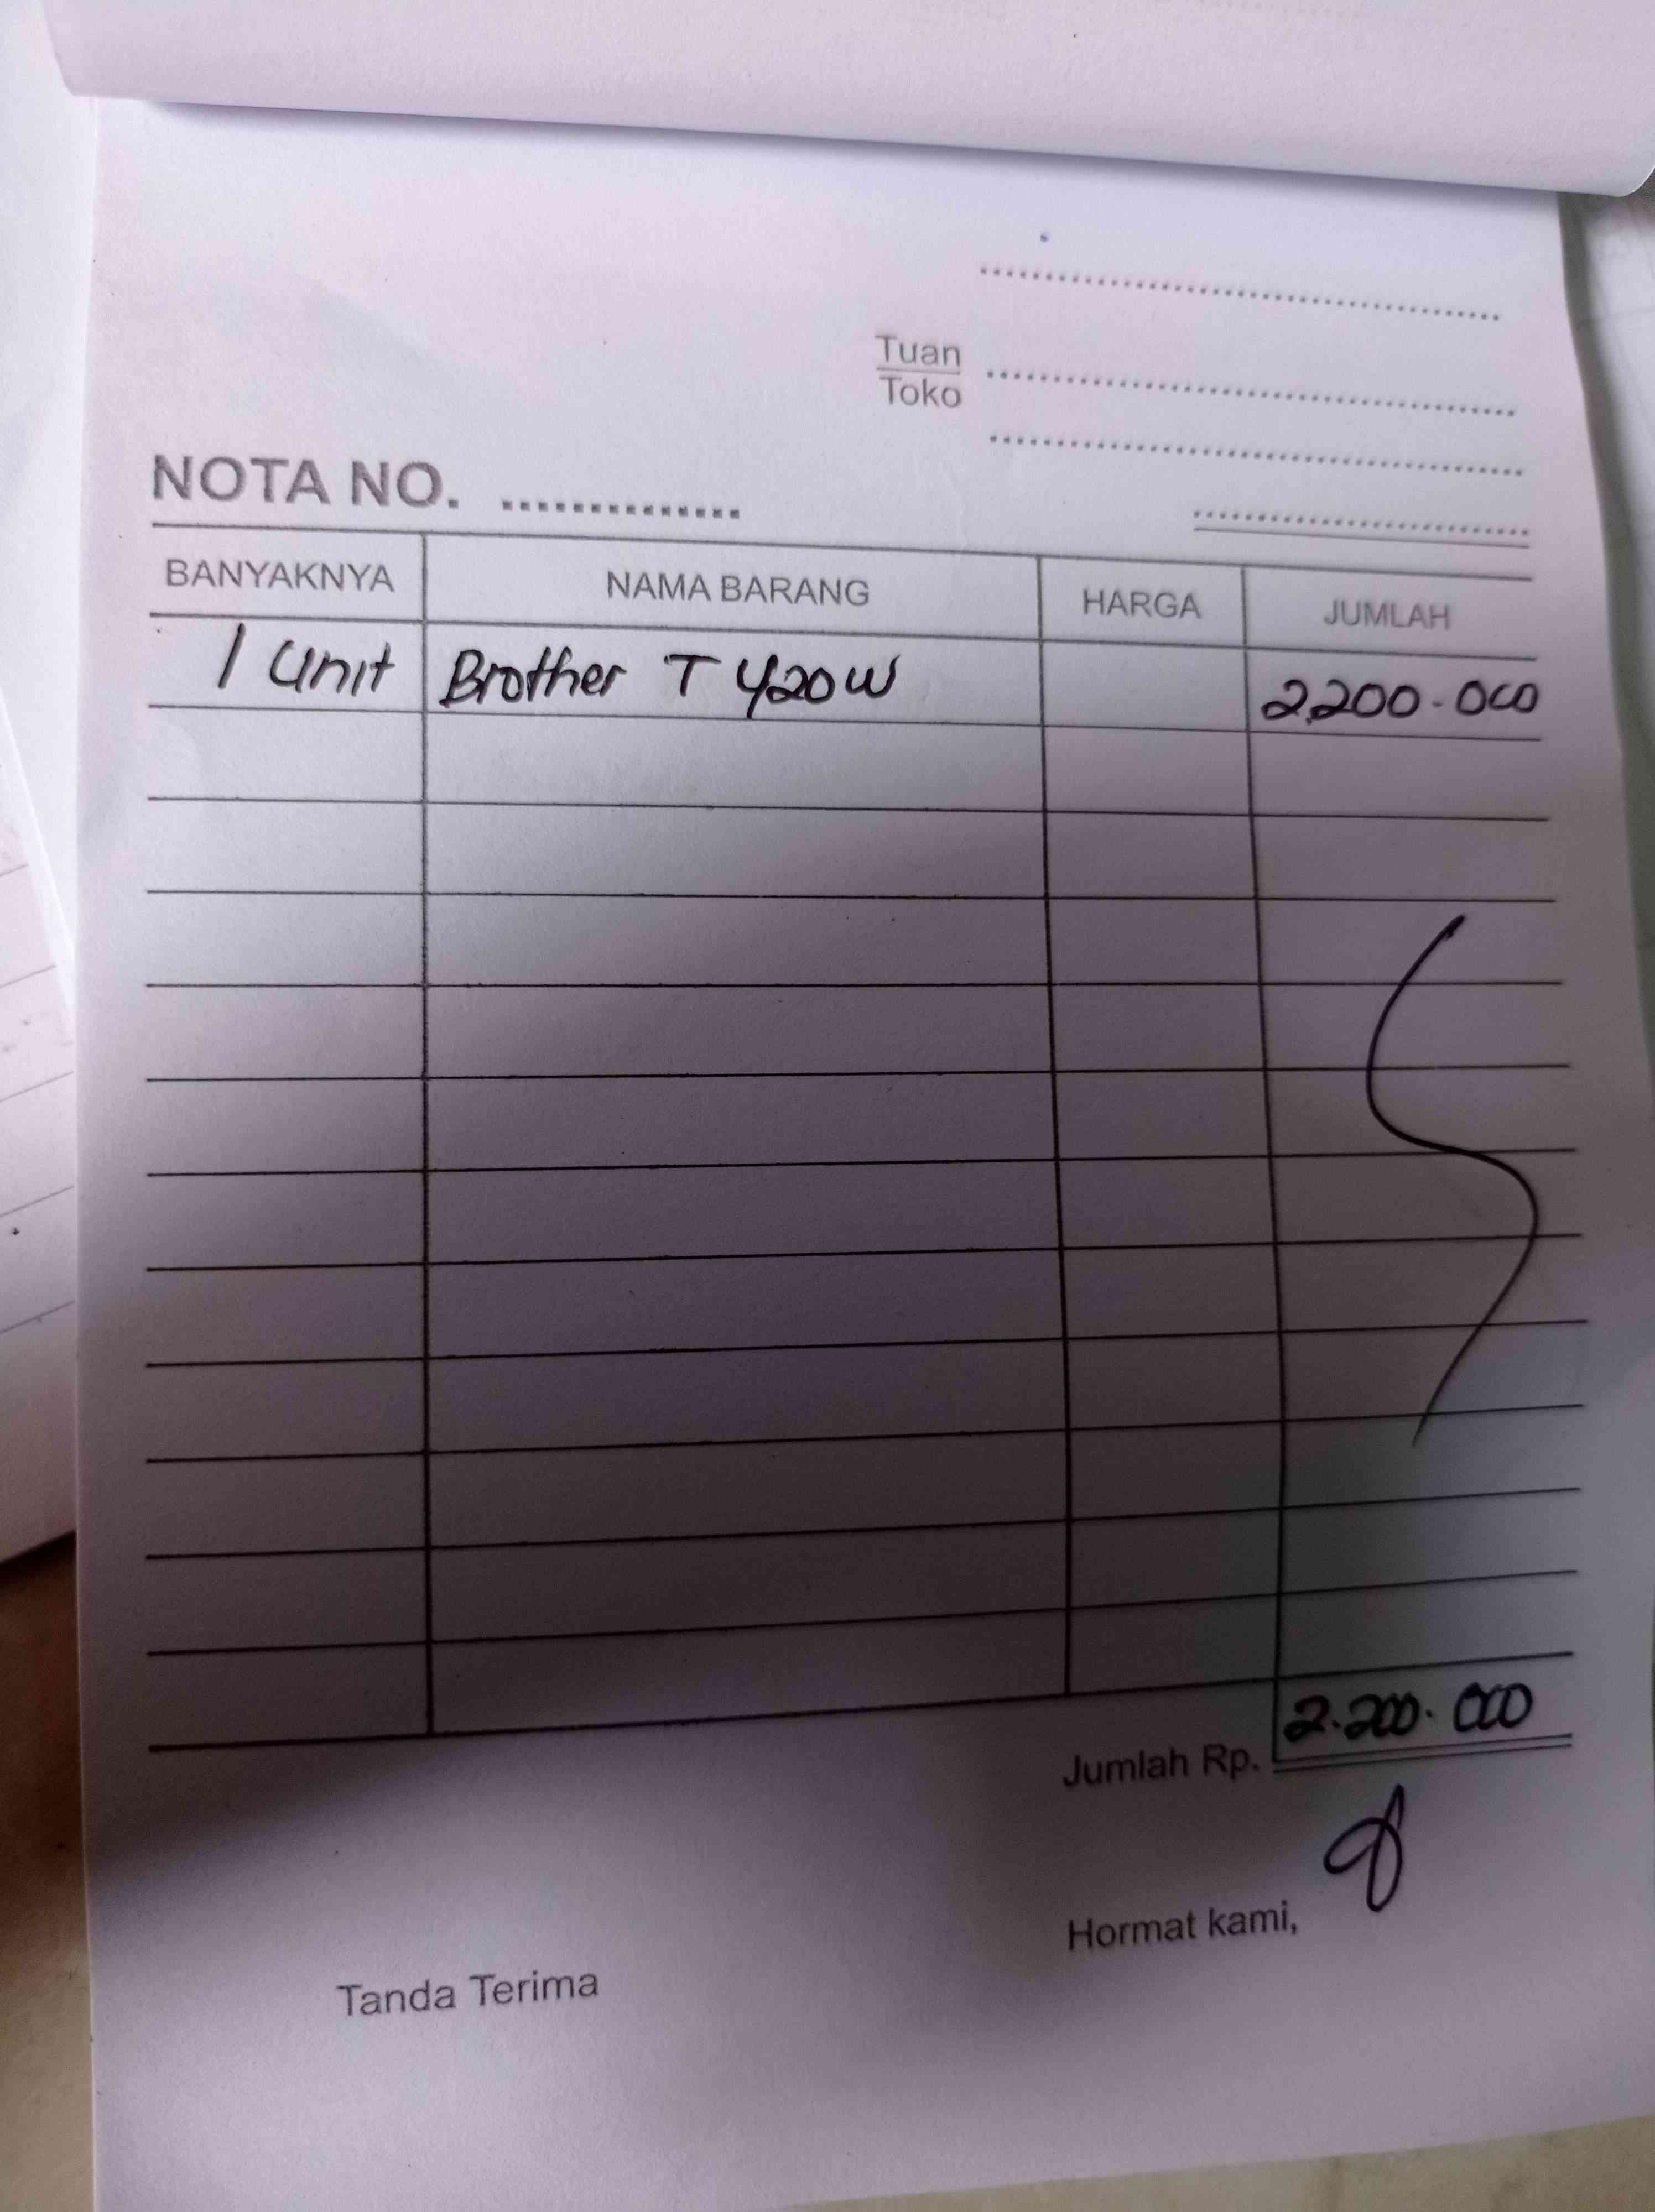 Tuan
Toko
NOTA NO.
BANYAKNYA NAMA BARANG HARGA JUMLAH
1 Unit Brother T 420W 2.200.000
2.200.000
Jumlah Rp.
Hormat kami,
Tanda Terima